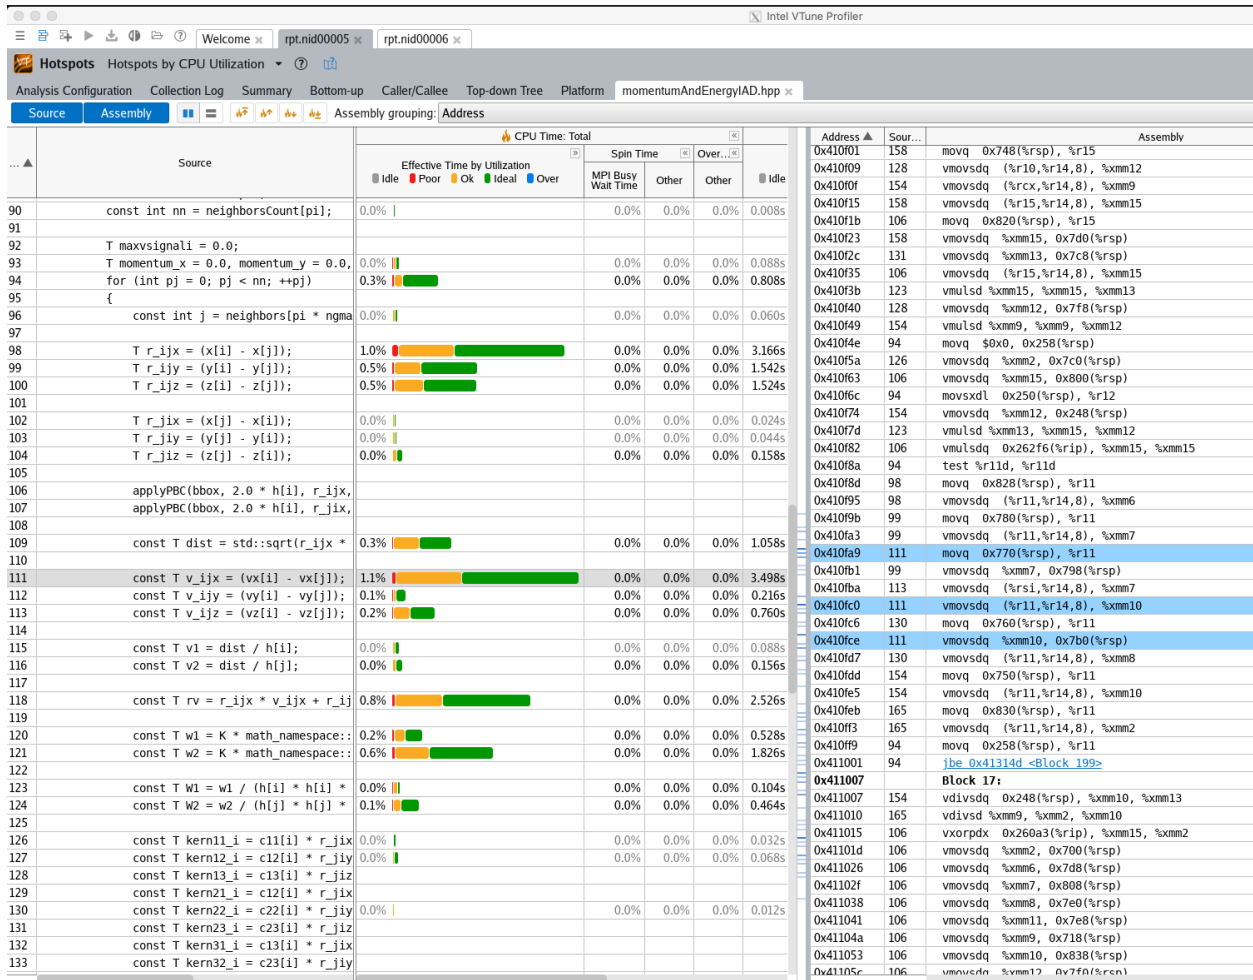 Intel VTune Profiler
Welcome × rpt.nid00005 × rpt.nid00006 ×
Hotspots Hotspots by CPU Utilization
Analysis Configuration Collection Log Summary Bottom-up Caller/Callee Top-down Tree Platform momentumAndEnergyIAD.hpp ×
Source Assembly Assembly grouping: Address
... ▲ Source CPU Time: Total Address ▲ Sour... Assembly
Effective Time by Utilization Spin Time Over...
Idle Poor Ok Ideal Over MPI Busy Wait Time Other Other Idle
0x410f01 158 movq 0x748(%rsp), %r15
0x410f09 128 vmovsdq (%r10,%r14,8), %xmm12
0x410f0f 154 vmovsdq (%rcx,%r14,8), %xmm9
0x410f15 158 vmovsdq (%r15,%r14,8), %xmm15
0x410f1b 106 movq 0x820(%rsp), %r15
0x410f23 158 vmovsdq %xmm15, 0x7d0(%rsp)
0x410f2c 131 vmovsdq %xmm13, 0x7c8(%rsp)
0x410f35 106 vmovsdq (%r15,%r14,8), %xmm15
0x410f3b 123 vmulsd %xmm15, %xmm15, %xmm13
0x410f40 128 vmovsdq %xmm12, 0x7f8(%rsp)
0x410f49 154 vmulsd %xmm9, %xmm9, %xmm12
0x410f4e 94 movq $0x0, 0x258(%rsp)
0x410f5a 126 vmovsdq %xmm2, 0x7c0(%rsp)
0x410f63 106 vmovsdq %xmm15, 0x800(%rsp)
0x410f6c 94 movsxdl 0x250(%rsp), %r12
0x410f74 154 vmovsdq %xmm12, 0x248(%rsp)
0x410f7d 123 vmulsd %xmm13, %xmm15, %xmm12
0x410f82 106 vmulsdq 0x262f6(%rip), %xmm15, %xmm15
0x410f8a 94 test %r11d, %r11d
0x410f8d 98 movq 0x828(%rsp), %r11
0x410f95 98 vmovsdq (%r11,%r14,8), %xmm6
0x410f9b 99 movq 0x780(%rsp), %r11
0x410fa3 99 vmovsdq (%r11,%r14,8), %xmm7
0x410fa9 111 movq 0x770(%rsp), %r11
0x410fb1 99 vmovsdq %xmm7, 0x798(%rsp)
0x410fba 113 vmovsdq (%rsi,%r14,8), %xmm7
0x410fc0 111 vmovsdq (%r11,%r14,8), %xmm10
0x410fc6 130 movq 0x760(%rsp), %r11
0x410fce 111 vmovsdq %xmm10, 0x7b0(%rsp)
0x410fd7 130 vmovsdq (%r11,%r14,8), %xmm8
0x410fdd 154 movq 0x750(%rsp), %r11
0x410fe5 154 vmovsdq (%r11,%r14,8), %xmm10
0x410feb 165 movq 0x830(%rsp), %r11
0x410ff3 165 vmovsdq (%r11,%r14,8), %xmm2
0x410ff9 94 movq 0x258(%rsp), %r11
0x411001 94 jbe 0x41314d <Block 199>
0x411007 Block 17:
0x411007 154 vdivsdq 0x248(%rsp), %xmm10, %xmm13
0x411010 165 vdivsd %xmm9, %xmm2, %xmm10
0x411015 106 vxorpdx 0x260a3(%rip), %xmm15, %xmm2
0x41101d 106 vmovsdq %xmm2, 0x700(%rsp)
0x411026 106 vmovsdq %xmm6, 0x7d8(%rsp)
0x41102f 106 vmovsdq %xmm7, 0x808(%rsp)
0x411038 106 vmovsdq %xmm8, 0x7e0(%rsp)
0x411041 106 vmovsdq %xmm11, 0x7e8(%rsp)
0x41104a 106 vmovsdq %xmm9, 0x718(%rsp)
0x411053 106 vmovsdq %xmm10, 0x838(%rsp)
0x41105c 106 vmovsdq %xmm12, 0x7f0(%rsp)
90 const int nn = neighborsCount[pi]; 0.0% 0.0% 0.0% 0.0% 0.008s
91
92 T maxvsignali = 0.0;
93 T momentum_x = 0.0, momentum_y = 0.0, 0.0% 0.0% 0.0% 0.0% 0.088s
94 for (int pj = 0; pj < nn; ++pj) 0.3% 0.0% 0.0% 0.0% 0.808s
95 {
96 const int j = neighbors[pi * ngma 0.0% 0.0% 0.0% 0.0% 0.060s
97
98 T r_ijx = (x[i] - x[j]); 1.0% 0.0% 0.0% 0.0% 3.166s
99 T r_ijy = (y[i] - y[j]); 0.5% 0.0% 0.0% 0.0% 1.542s
100 T r_ijz = (z[i] - z[j]); 0.5% 0.0% 0.0% 0.0% 1.524s
101
102 T r_jix = (x[j] - x[i]); 0.0% 0.0% 0.0% 0.0% 0.024s
103 T r_jiy = (y[j] - y[i]); 0.0% 0.0% 0.0% 0.0% 0.044s
104 T r_jiz = (z[j] - z[i]); 0.0% 0.0% 0.0% 0.0% 0.158s
105
106 applyPBC(bbox, 2.0 * h[i], r_ijx,
107 applyPBC(bbox, 2.0 * h[i], r_jix,
108
109 const T dist = std::sqrt(r_ijx * 0.3% 0.0% 0.0% 0.0% 1.058s
110
111 const T v_ijx = (vx[i] - vx[j]); 1.1% 0.0% 0.0% 0.0% 3.498s
112 const T v_ijy = (vy[i] - vy[j]); 0.1% 0.0% 0.0% 0.0% 0.216s
113 const T v_ijz = (vz[i] - vz[j]); 0.2% 0.0% 0.0% 0.0% 0.760s
114
115 const T v1 = dist / h[i]; 0.0% 0.0% 0.0% 0.0% 0.088s
116 const T v2 = dist / h[j]; 0.0% 0.0% 0.0% 0.0% 0.156s
117
118 const T rv = r_ijx * v_ijx + r_ij 0.8% 0.0% 0.0% 0.0% 2.526s
119
120 const T w1 = K * math_namespace:: 0.2% 0.0% 0.0% 0.0% 0.528s
121 const T w2 = K * math_namespace:: 0.6% 0.0% 0.0% 0.0% 1.826s
122
123 const T W1 = w1 / (h[i] * h[i] * 0.0% 0.0% 0.0% 0.0% 0.104s
124 const T W2 = w2 / (h[j] * h[j] * 0.1% 0.0% 0.0% 0.0% 0.464s
125
126 const T kern11_i = c11[i] * r_jix 0.0% 0.0% 0.0% 0.0% 0.032s
127 const T kern12_i = c12[i] * r_jiy 0.0% 0.0% 0.0% 0.0% 0.068s
128 const T kern13_i = c13[i] * r_jiz
129 const T kern21_i = c12[i] * r_jix
130 const T kern22_i = c22[i] * r_jiy 0.0% 0.0% 0.0% 0.0% 0.012s
131 const T kern23_i = c23[i] * r_jiz
132 const T kern31_i = c13[i] * r_jix
133 const T kern32_i = c23[i] * r_jiy